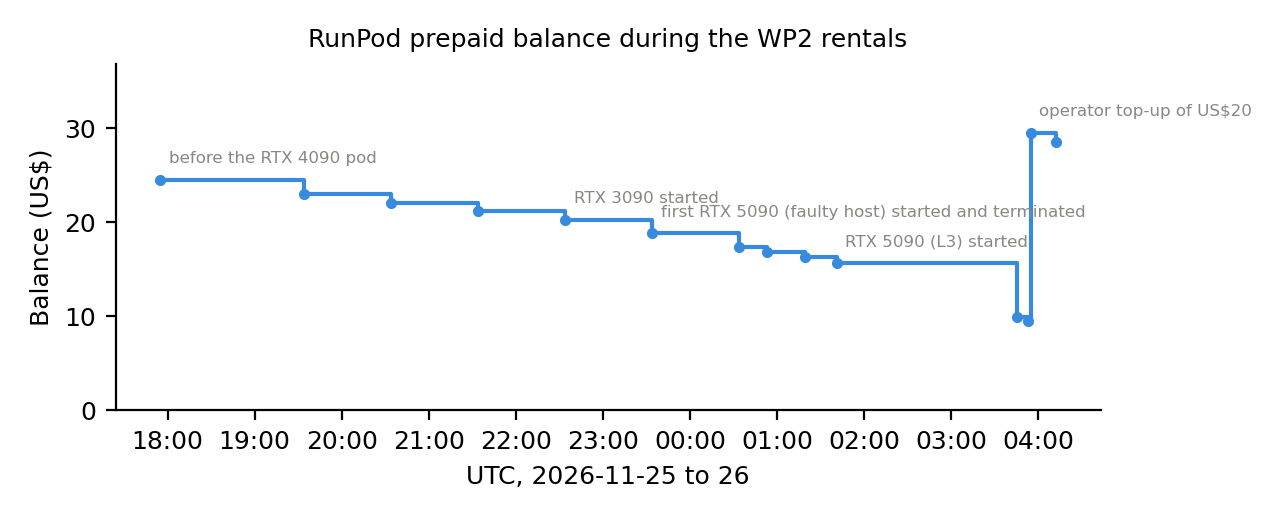 RunPod prepaid balance during the WP2 rentals
operator top-up of US$20
before the RTX 4090 pod
RTX 3090 started
first RTX 5090 (faulty host) started and terminated
RTX 5090 (L3) started
Balance (US$)
30
20
10
0
18:00 19:00 20:00 21:00 22:00 23:00 00:00 01:00 02:00 03:00 04:00
UTC, 2026-11-25 to 26